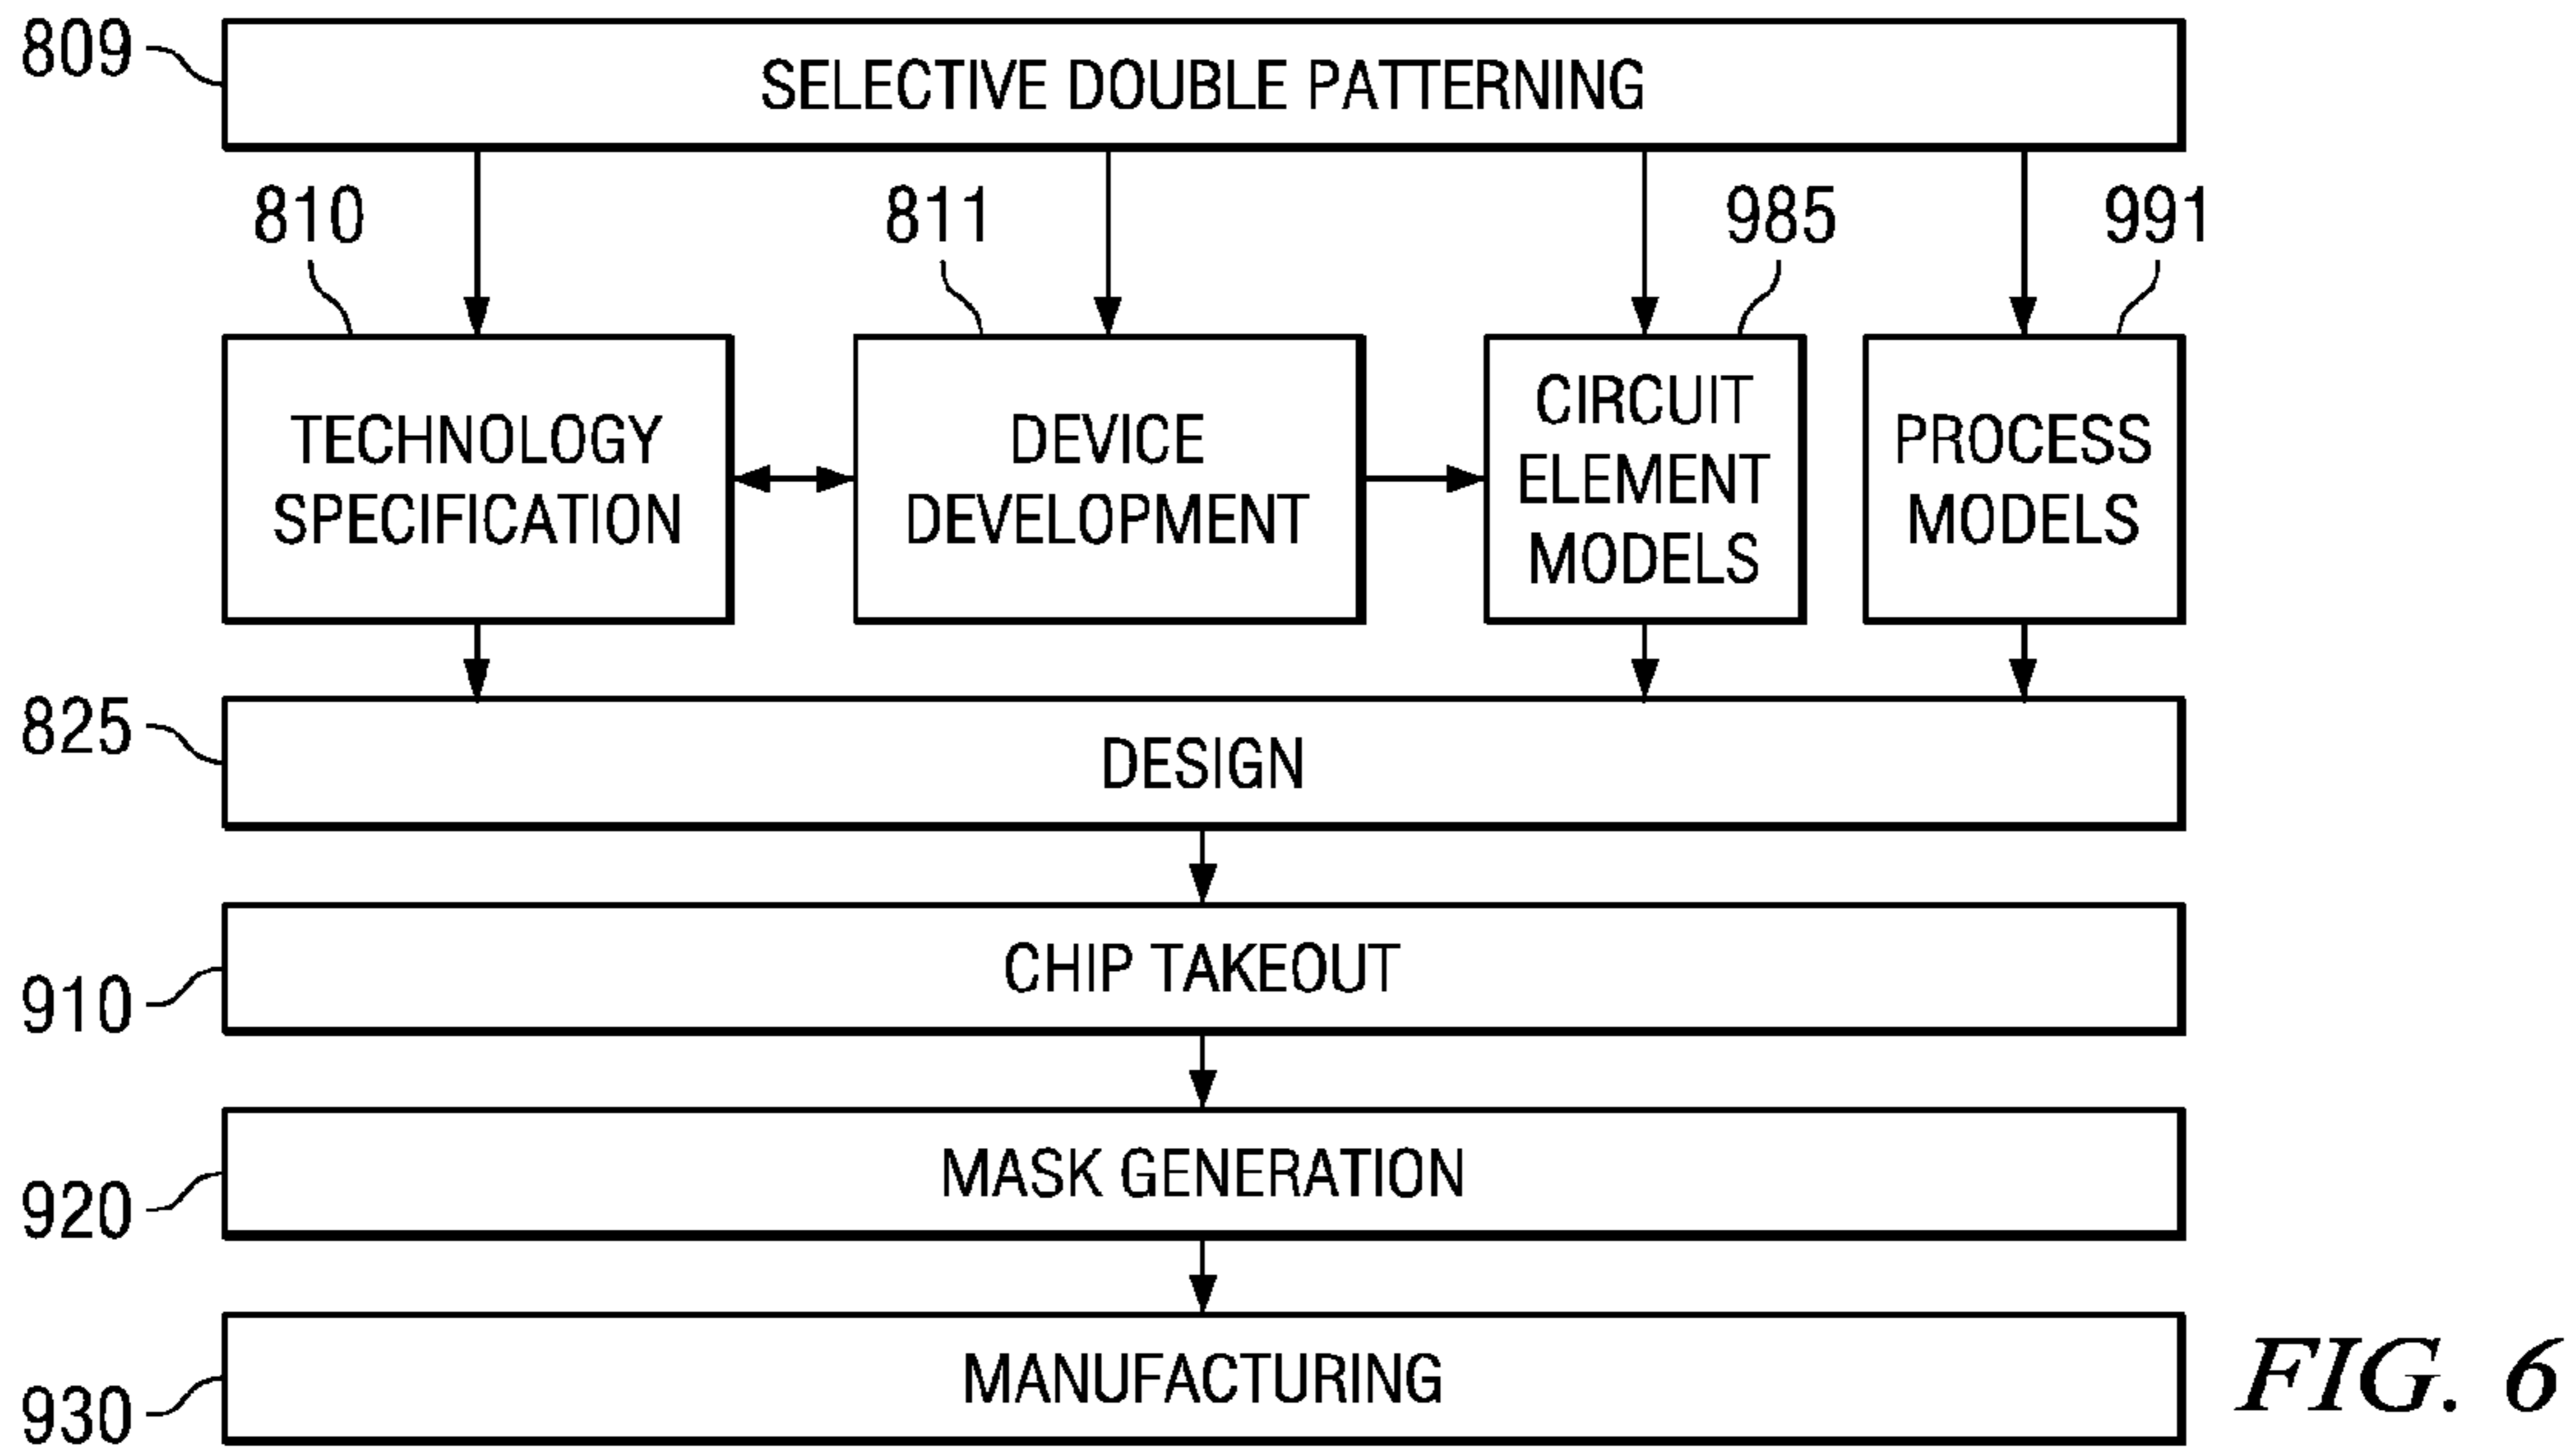 809
SELECTIVE DOUBLE PATTERNING
810
811
985
991
TECHNOLOGY
SPECIFICATION
DEVICE
DEVELOPMENT
CIRCUIT
ELEMENT
MODELS
PROCESS
MODELS
825
DESIGN
910
CHIP TAKEOUT
920
MASK GENERATION
930
MANUFACTURING
FIG. 6